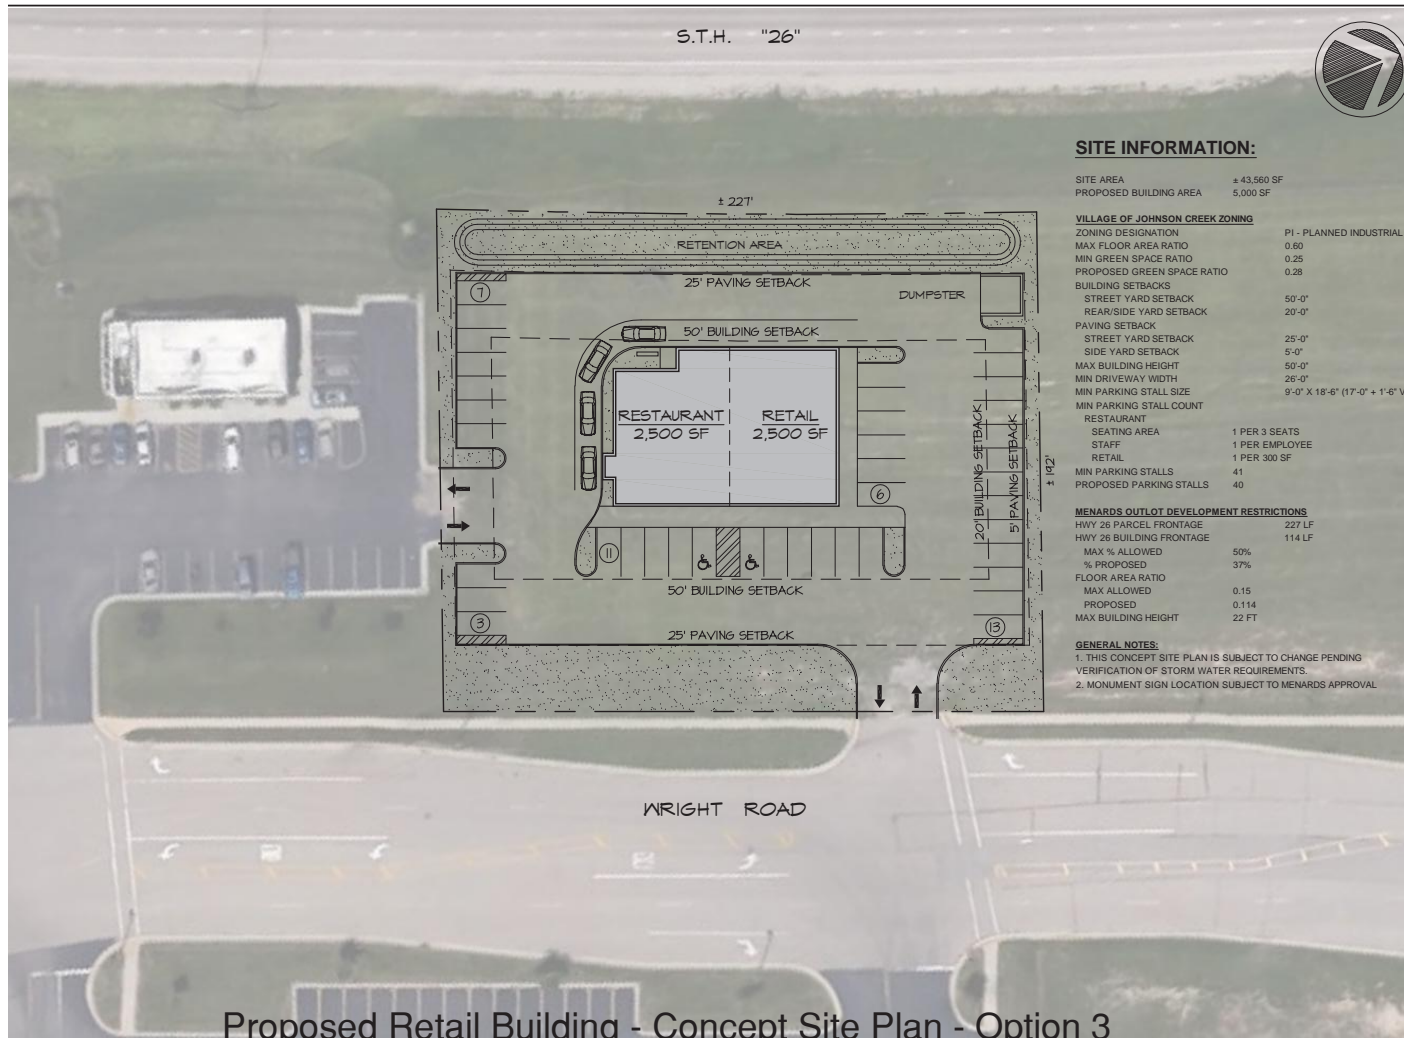 S.T.H. "26"
± 227'
RETENTION AREA
25' PAVING SETBACK
7
DUMPSTER
50' BUILDING SETBACK
RESTAURANT
2,500 SF
RETAIL
2,500 SF
20' BUILDING SETBACK
5' PAVING SETBACK
± 192'
6
11
50' BUILDING SETBACK
3
25' PAVING SETBACK
13
WRIGHT ROAD
SITE INFORMATION:
SITE AREA ± 43,560 SF
PROPOSED BUILDING AREA 5,000 SF
VILLAGE OF JOHNSON CREEK ZONING
ZONING DESIGNATION PI - PLANNED INDUSTRIAL
MAX FLOOR AREA RATIO 0.60
MIN GREEN SPACE RATIO 0.25
PROPOSED GREEN SPACE RATIO 0.28
BUILDING SETBACKS
STREET YARD SETBACK 50'-0"
REAR/SIDE YARD SETBACK 20'-0"
PAVING SETBACK
STREET YARD SETBACK 25'-0"
SIDE YARD SETBACK 5'-0"
MAX BUILDING HEIGHT 50'-0"
MIN DRIVEWAY WIDTH 26'-0"
MIN PARKING STALL SIZE 9'-0" X 18'-6" (17'-0" + 1'-6" V
MIN PARKING STALL COUNT
RESTAURANT
SEATING AREA 1 PER 3 SEATS
STAFF 1 PER EMPLOYEE
RETAIL 1 PER 300 SF
MIN PARKING STALLS 41
PROPOSED PARKING STALLS 40
MENARDS OUTLOT DEVELOPMENT RESTRICTIONS
HWY 26 PARCEL FRONTAGE 227 LF
HWY 26 BUILDING FRONTAGE 114 LF
MAX % ALLOWED 50%
% PROPOSED 37%
FLOOR AREA RATIO
MAX ALLOWED 0.15
PROPOSED 0.114
MAX BUILDING HEIGHT 22 FT
GENERAL NOTES:
1. THIS CONCEPT SITE PLAN IS SUBJECT TO CHANGE PENDING
VERIFICATION OF STORM WATER REQUIREMENTS.
2. MONUMENT SIGN LOCATION SUBJECT TO MENARDS APPROVAL
Proposed Retail Building - Concept Site Plan - Option 3